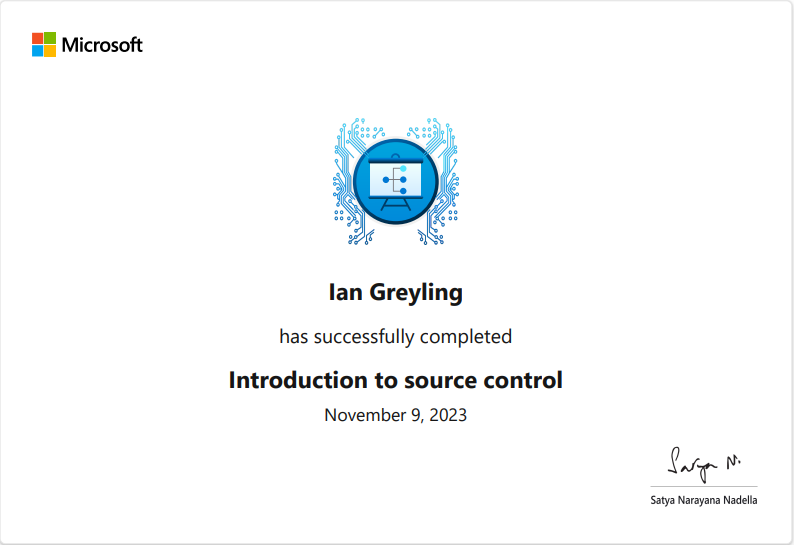 Microsoft
Ian Greyling
has successfully completed
Introduction to source control
November 9, 2023
Satya N.
Satya Narayana Nadella